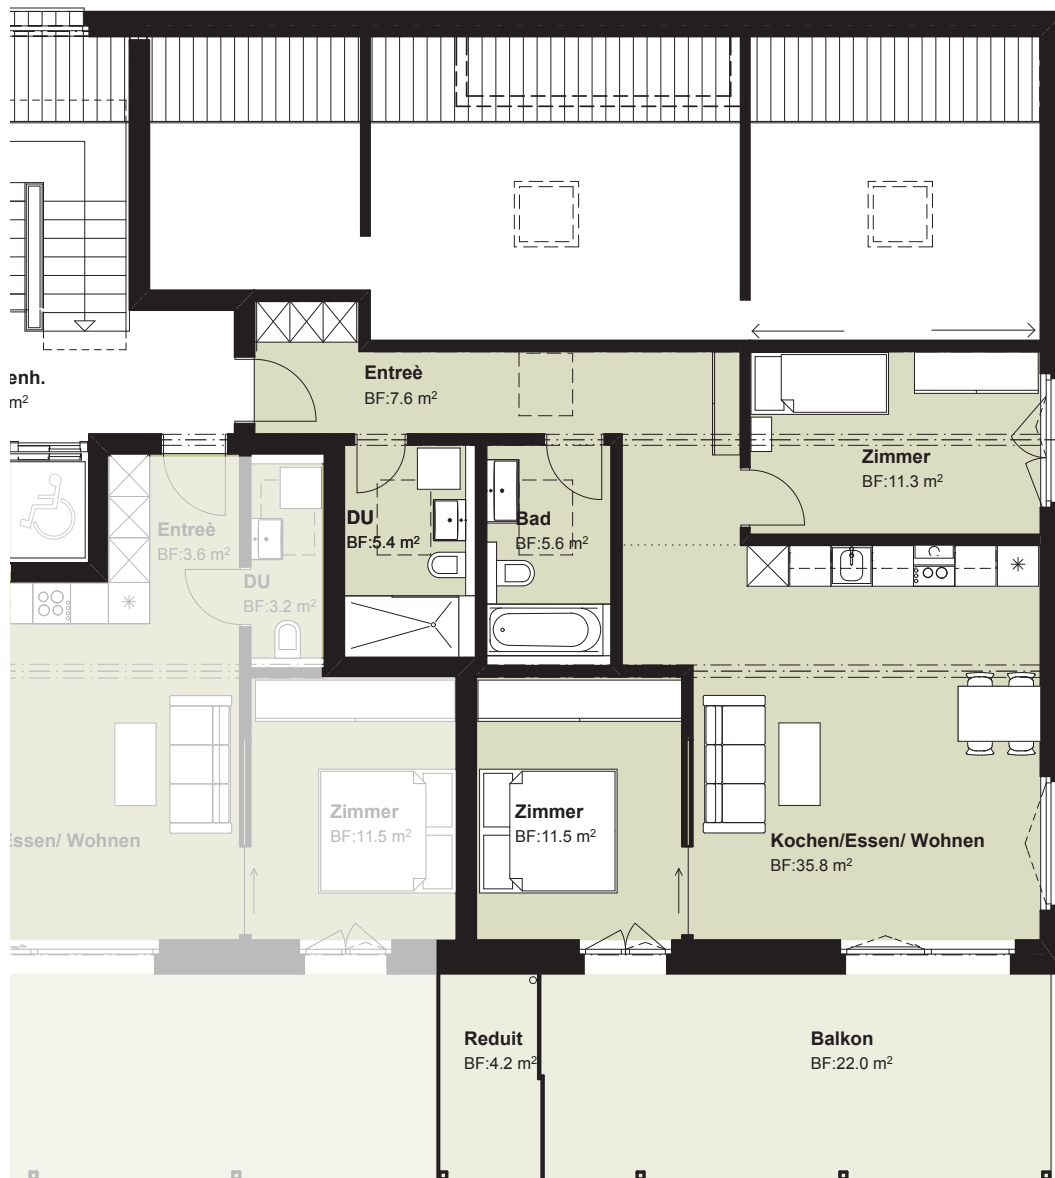 enh.
m²
Entreè
BF:7.6 m²
Zimmer
BF:11.3 m²
Entreè
BF:3.6 m²
DU
BF:5.4 m²
Bad
BF:5.6 m²
DU
BF:3.2 m²
Zimmer
BF:11.5 m²
Zimmer
BF:11.5 m²
Essen/ Wohnen
Kochen/Essen/ Wohnen
BF:35.8 m²
Reduit
BF:4.2 m²
Balkon
BF:22.0 m²